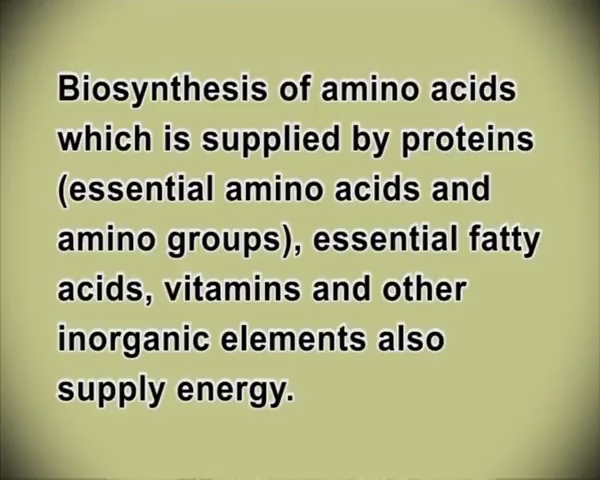 Biosynthesis of amino acids
which is supplied by proteins
(essential amino acids and
amino groups), essential fatty
acids, vitamins and other
inorganic elements also
supply energy.